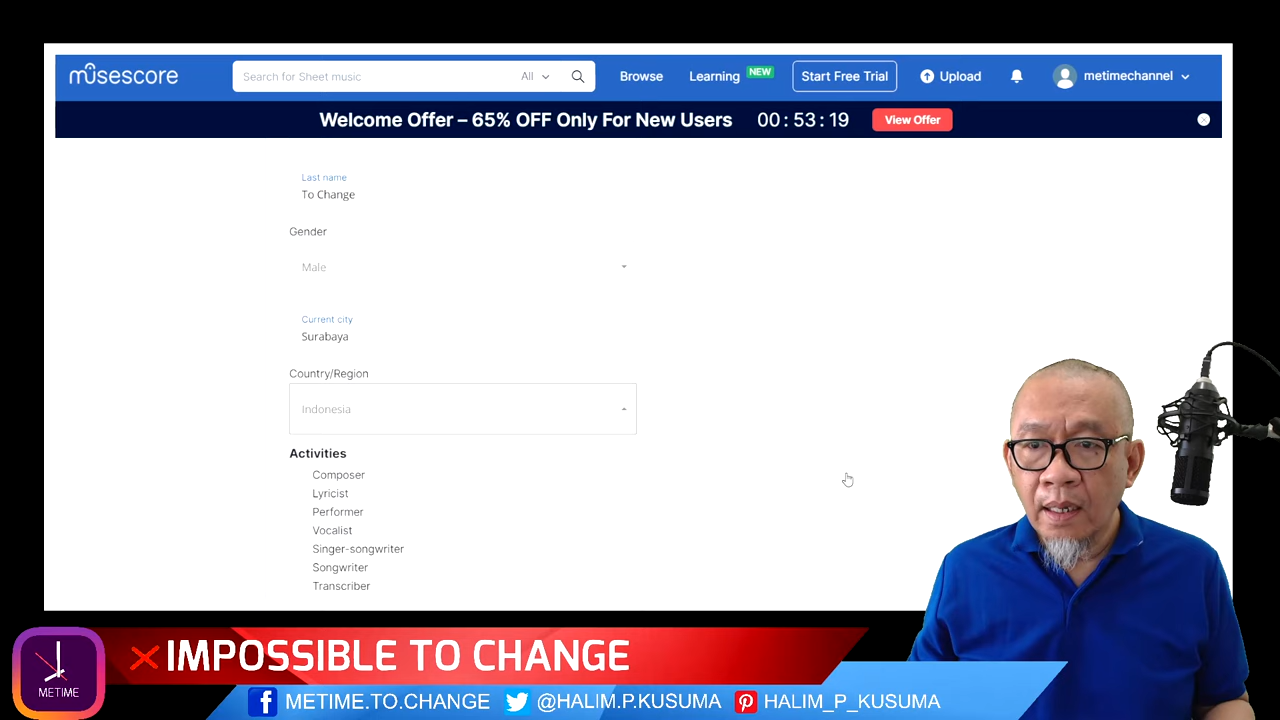 musescore
Search for Sheet music All
Browse
Learning NEW
Start Free Trial
Upload
metimechannel
Welcome Offer – 65% OFF Only For New Users 00 : 53 : 19 View Offer
Last name
To Change
Gender
Male
Current city
Surabaya
Country/Region
Indonesia
Activities
Composer
Lyricist
Performer
Vocalist
Singer-songwriter
Songwriter
Transcriber
METIME
IMPOSSIBLE TO CHANGE
METIME.TO.CHANGE @HALIM.P.KUSUMA HALIM_P_KUSUMA